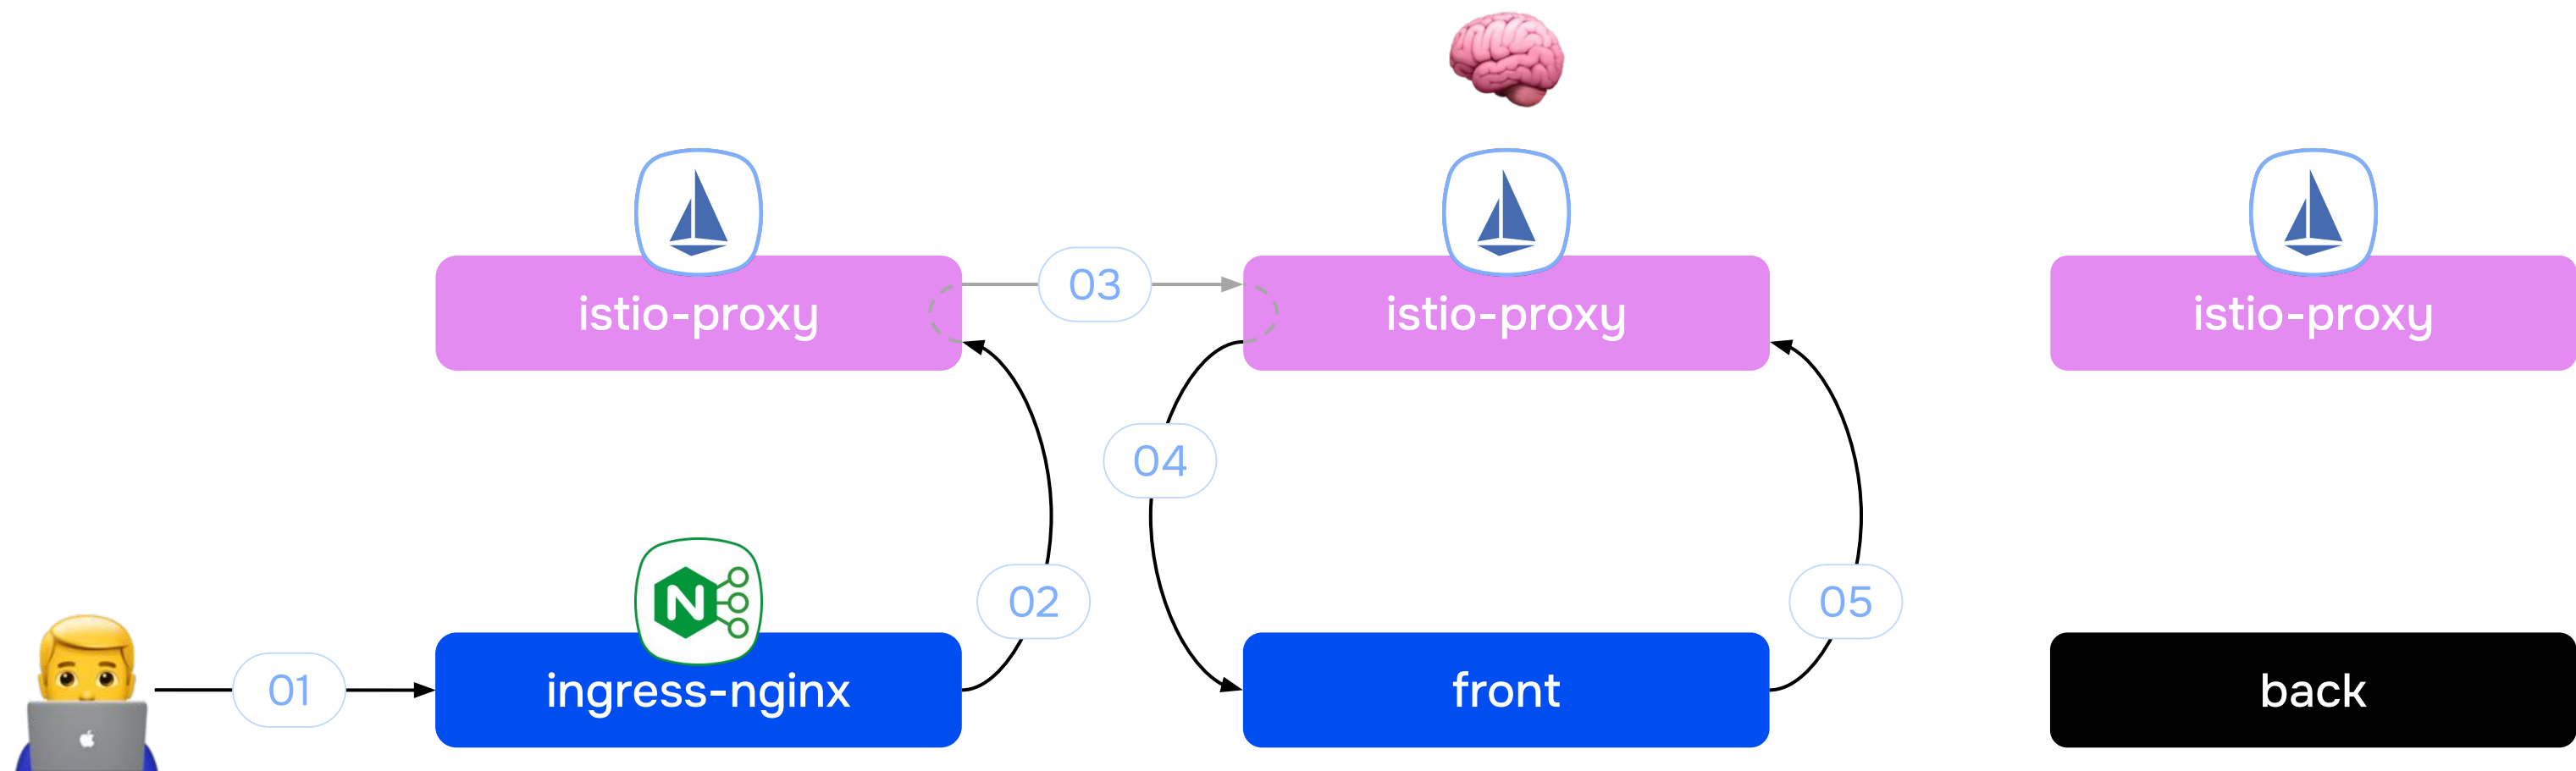 istio-proxy
03
istio-proxy
istio-proxy
04
02
05
01
ingress-nginx
front
back
N